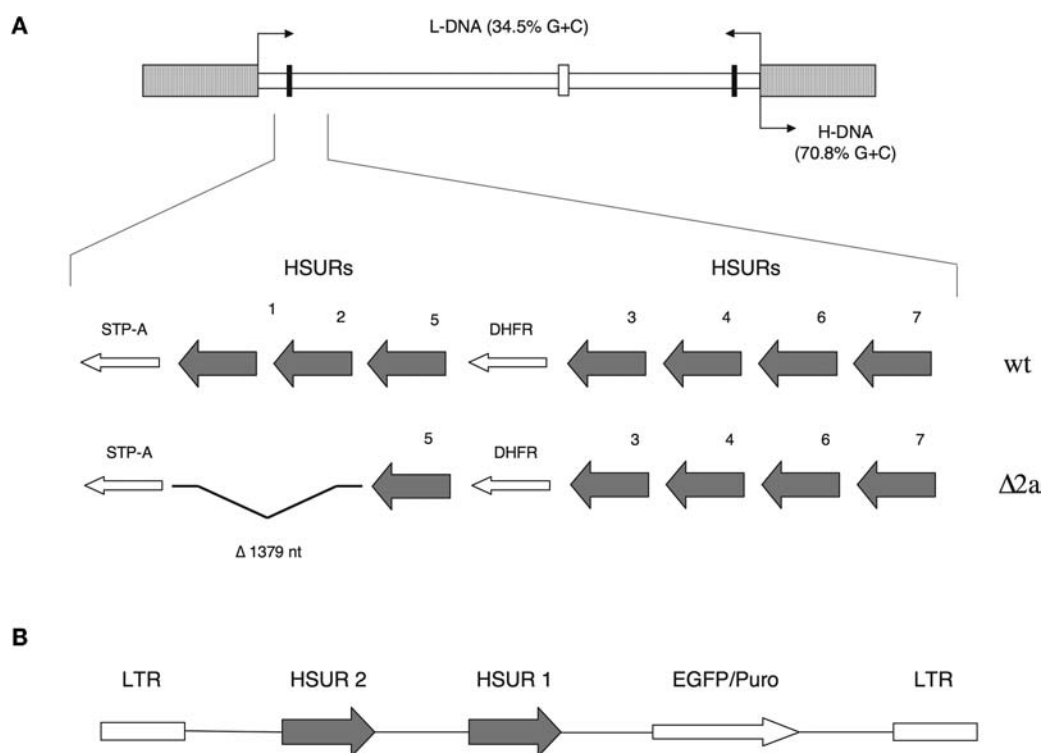 A
L-DNA (34.5% G+C)
H-DNA
(70.8% G+C)
HSURs HSURs
STP-A 1 2 5 DHFR 3 4 6 7
wt
STP-A 5 DHFR 3 4 6 7
Δ2a
Δ 1379 nt
B
LTR HSUR 2 HSUR 1 EGFP/Puro LTR